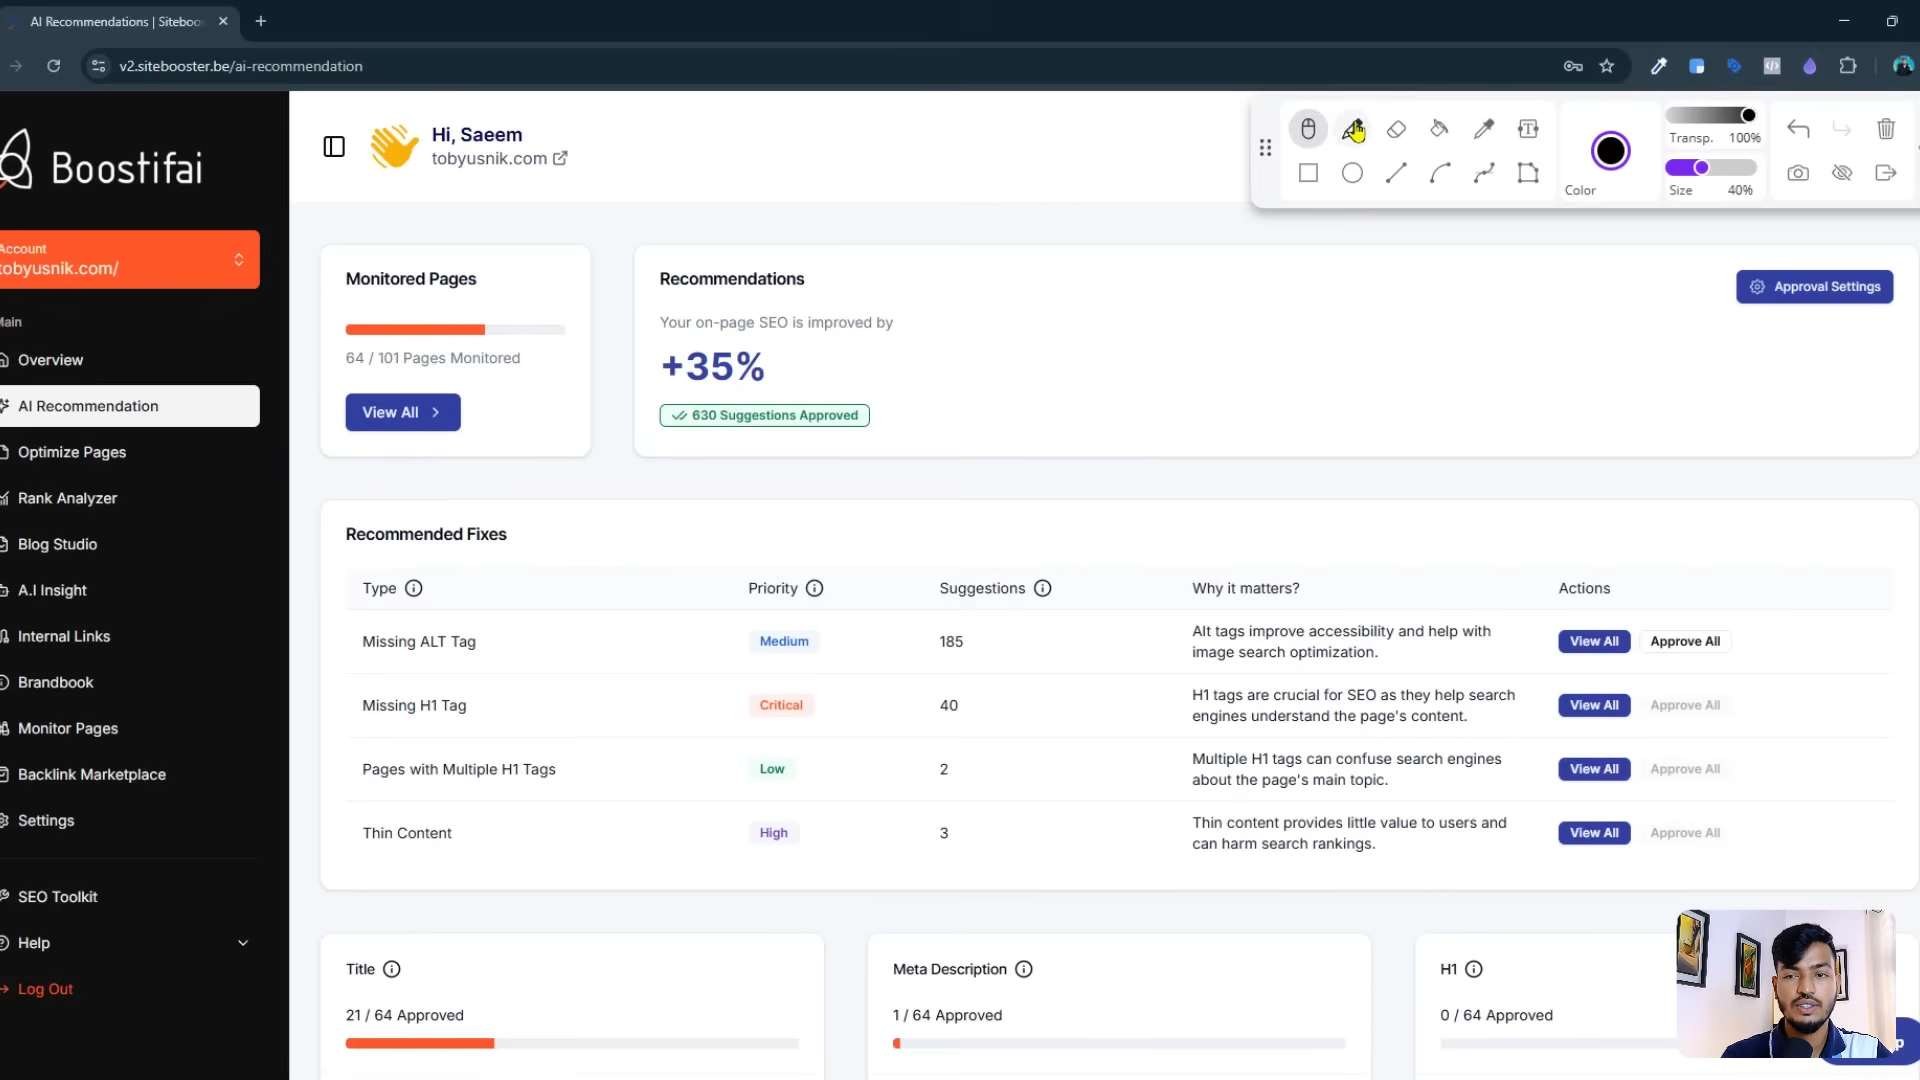 AI Recommendations | Siteboos
v2.sitebooster.be/ai-recommendation
Boostifai
Account
tobyusnik.com/
Main
Overview
AI Recommendation
Optimize Pages
Rank Analyzer
Blog Studio
A.I Insight
Internal Links
Brandbook
Monitor Pages
Backlink Marketplace
Settings
SEO Toolkit
Help
Log Out
Hi, Saeem
tobyusnik.com
Color
Transp. 100%
Size 40%
Monitored Pages
64 / 101 Pages Monitored
View All
Recommendations
Your on-page SEO is improved by
+35%
630 Suggestions Approved
Approval Settings
Recommended Fixes
Type Priority Suggestions Why it matters? Actions
Missing ALT Tag Medium 185 Alt tags improve accessibility and help with
image search optimization. View All Approve All
Missing H1 Tag Critical 40 H1 tags are crucial for SEO as they help search
engines understand the page's content. View All Approve All
Pages with Multiple H1 Tags Low 2 Multiple H1 tags can confuse search engines
about the page's main topic. View All Approve All
Thin Content High 3 Thin content provides little value to users and
can harm search rankings. View All Approve All
Title
21 / 64 Approved
Meta Description
1 / 64 Approved
H1
0 / 64 Approved